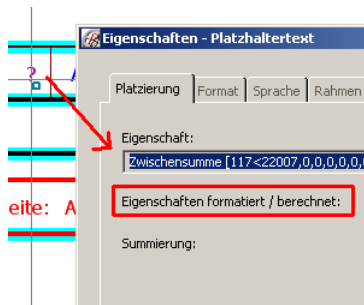 Eigenschaften - Platzhaltertext
?
Platzierung Format Sprache Rahmen
Eigenschaft:
Zwischensumme [117<22007,0,0,0,0,0
Eigenschaften formatiert / berechnet:
eite: A
Summierung: